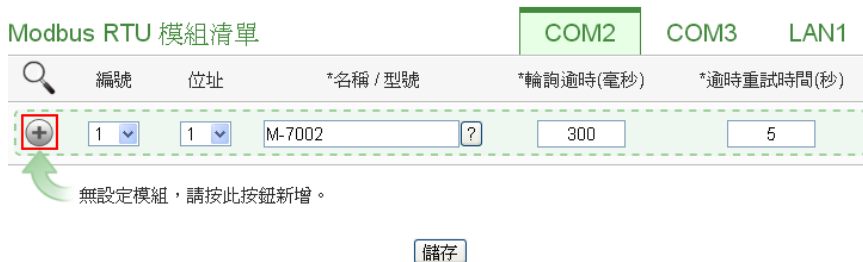 Modbus RTU 模組清單 COM2 COM3 LAN1
編號 位址 *名稱 / 型號 *輪詢逾時(毫秒) *逾時重試時間(秒)
1 1 M-7002 ? 300 5
無設定模組，請按此按鈕新增。
儲存